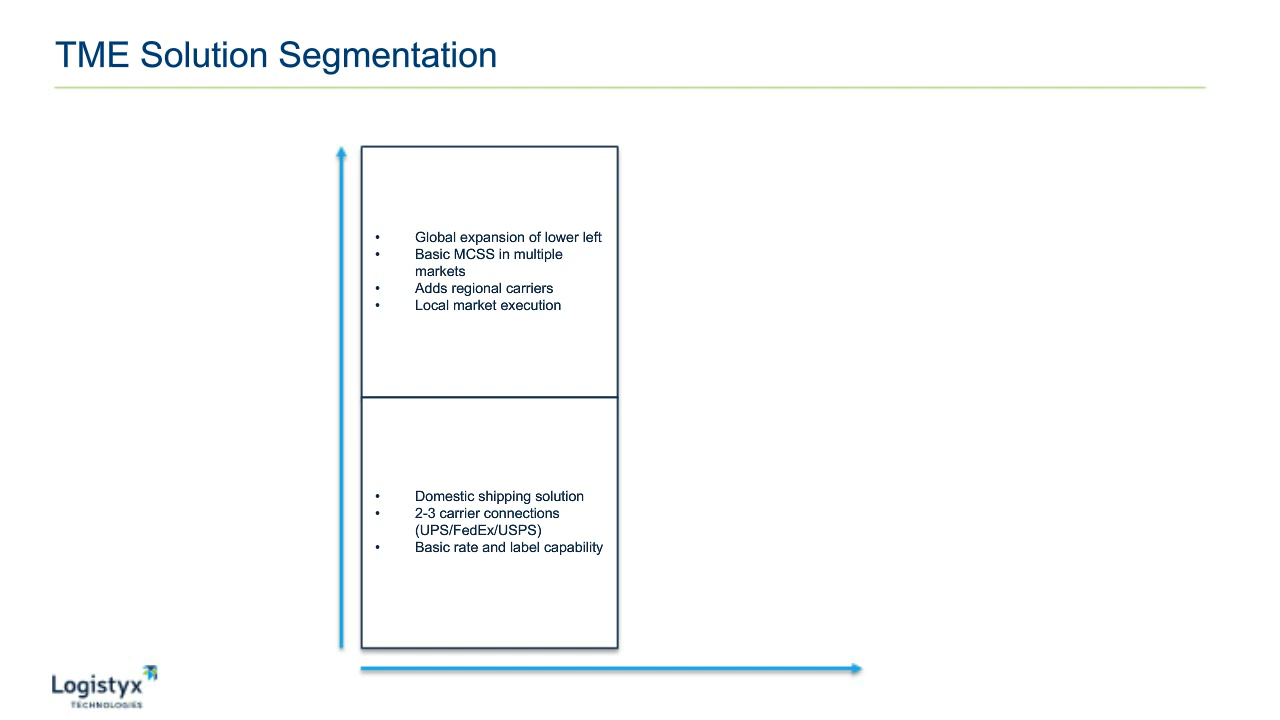 TME Solution Segmentation
• Global expansion of lower left
• Basic MCSS in multiple
markets
• Adds regional carriers
• Local market execution
• Domestic shipping solution
• 2-3 carrier connections
(UPS/FedEx/USPS)
• Basic rate and label capability
Logistyx
TECHNOLOGIES